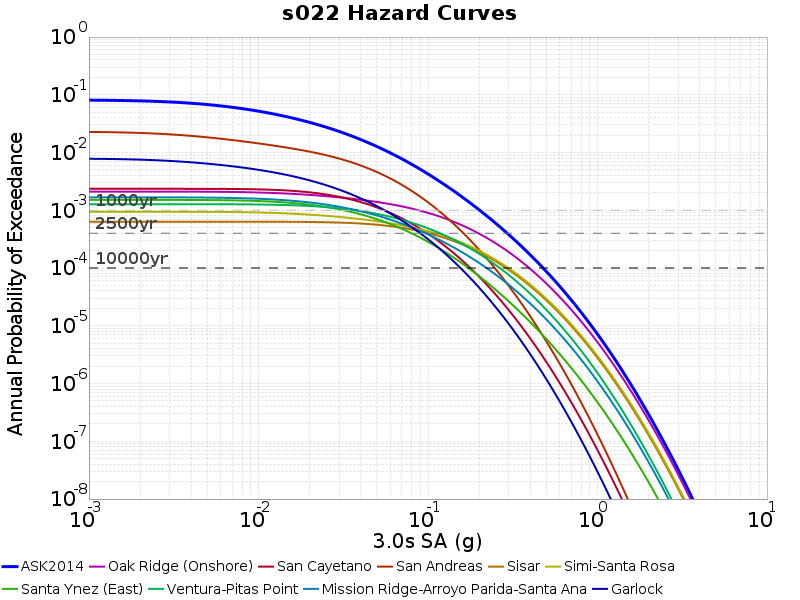 s022 Hazard Curves
Annual Probability of Exceedance
10^0
10^-1
10^-2
10^-3
10^-4
10^-5
10^-6
10^-7
10^-8
1000yr
2500yr
10000yr
10^-3 10^-2 10^-1 10^0 10^1
3.0s SA (g)
ASK2014 Oak Ridge (Onshore) San Cayetano San Andreas Sisar Simi-Santa Rosa
Santa Ynez (East) Ventura-Pitas Point Mission Ridge-Arroyo Parida-Santa Ana Garlock